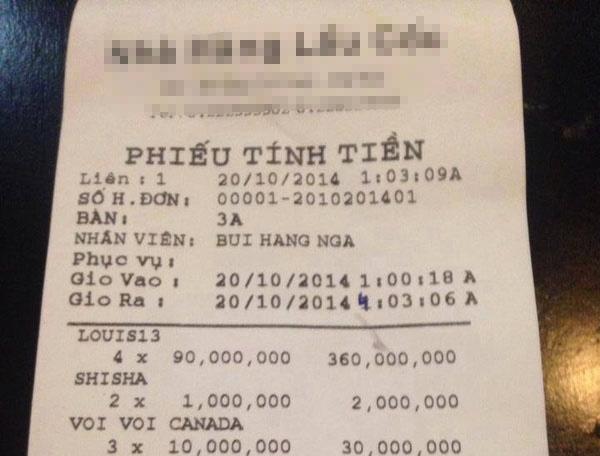 PHIẾU TÍNH TIỀN
Liên : 1 20/10/2014 1:03:09A
SỐ H.ĐƠN: 00001-2010201401
BÀN: 3A
NHÂN VIÊN: BUI HANG NGA
Phục vụ :
Gio Vao : 20/10/2014 1:00:18 A
Gio Ra : 20/10/2014 4:03:06 A
LOUIS13
4 x 90,000,000 360,000,000
SHISHA
2 x 1,000,000 2,000,000
VOI VOI CANADA
3 x 10,000,000 30,000,000